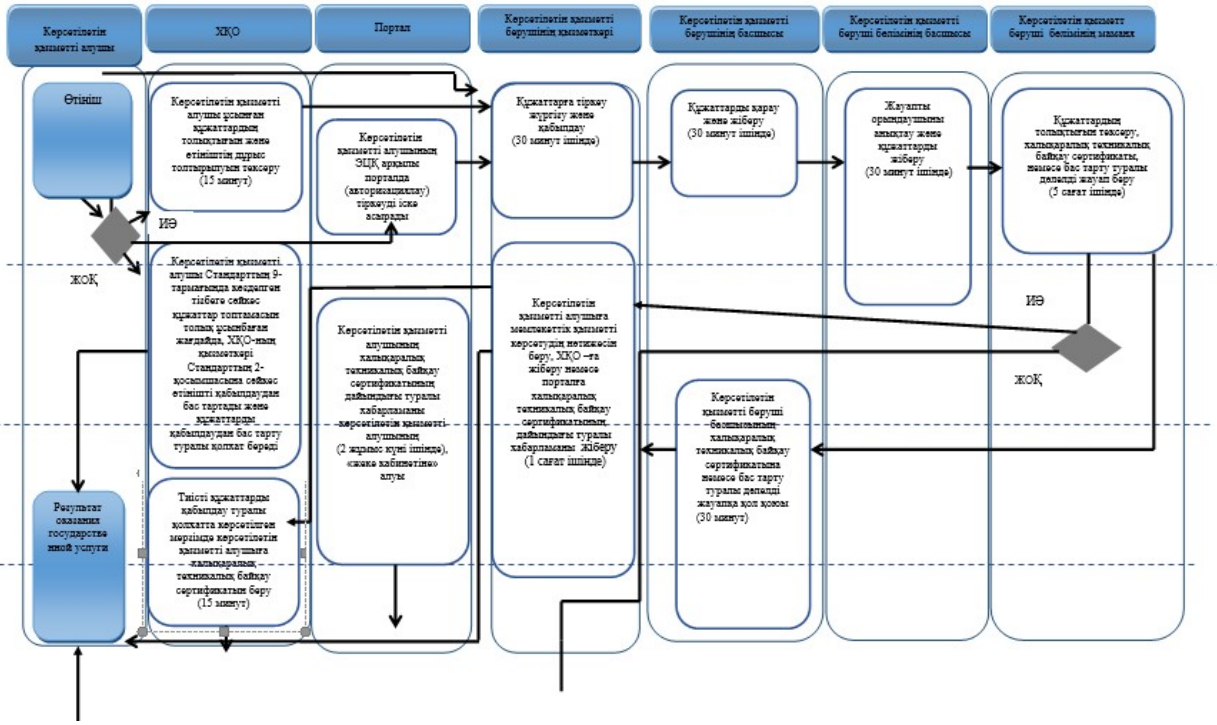 Көрсетілетін
қызметті алушы
ХҚО
Портал
Көрсетілетін қызметті
берушінің қызметкері
Көрсетілетін қызметті
берушінің басшысы
Көрсетілетін қызметті
беруші бөлімінің басшысы
Көрсетілетін қызметт
беруші бөлімінің маманы
Өтініш
Көрсетілетін қызметті
алушы ұсынған
құжаттардың
толықтығын және
өтініштің дұрыс
толтырылуын тексеру
(15 минут)
Көрсетілетін
қызметті алушының
ЭЦҚ арқылы
порталда
(авторизациялау)
тіркеуді іске
асырады
Құжаттарға тіркеу
жүргізу және
қабылдау
(30 минут ішінде)
Құжаттарды қарау
және жіберу
(30 минут ішінде)
Жауапты
орындаушыны
анықтау және
құжаттарды
жіберу
(30 минут ішінде)
Құжаттардың
толықтығын тексеру,
халықаралық техникалық
байқау сертификаты,
немесе бас тарту туралы
дәлелді жауап беру
(5 сағат ішінде)
ИӘ
ЖОҚ
Көрсетілетін қызметті
алушы Стандарттың 9-
тармағында көзделген
тізбеге сәйкес
құжаттар топтамасын
толық ұсынбаған
жағдайда, ХҚО-ның
қызметкері
Стандарттың 2-
қосымшасына сәйкес
өтінішті қабылдаудан
бас тартады және
құжаттарды
қабылдаудан бас тарту
туралы қолхат береді
Көрсетілетін қызметті
алушының
халықаралық
техникалық байқау
сертификатының
дайындығы туралы
хабарламаны
көрсетілетін қызметті
алушының
(2 жұмыс күні ішінде),
«жеке кабинетіне»
алуы
Көрсетілетін
қызметті алушыға
мемлекеттік қызметті
көрсетудің нәтижесін
беру, ХҚО –ға
жіберу немесе
порталға
халықаралық
техникалық байқау
сертификатының
дайындығы туралы
хабарламаны жіберу
(1 сағат ішінде)
ИӘ
ЖОҚ
Көрсетілетін
қызметті беруші
басшысының
халықаралық
техникалық байқау
сертификатына
немесе бас тарту
туралы дәлелді
жауапқа қол қоюы
(30 минут)
Результат
оказания
государстве
нной услуги
Тиісті құжаттарды
қабылдау туралы
қолхатта көрсетілген
мерзімде көрсетілетін
қызметті алушыға
халықаралық
техникалық байқау
сертификатын беру
(15 минут)